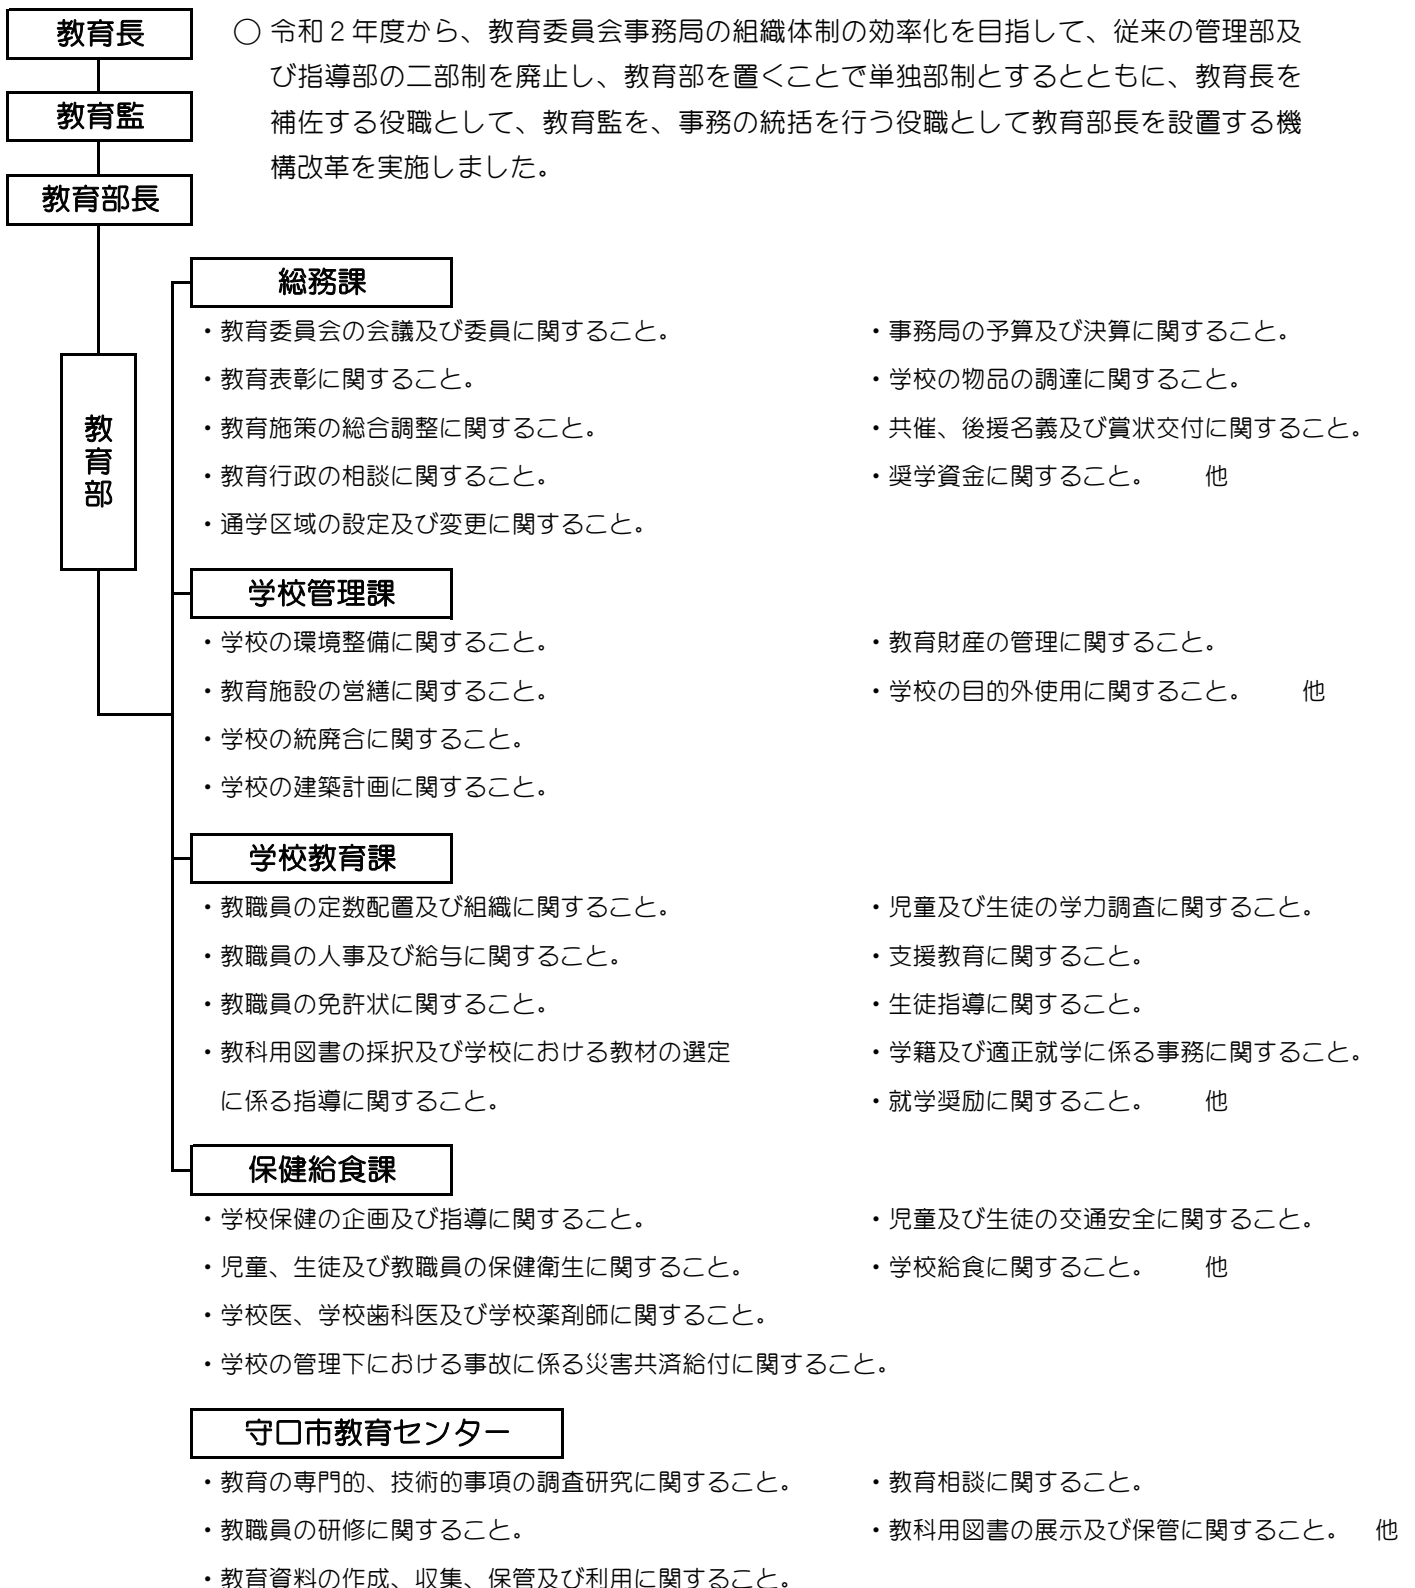 教育長
教育監
教育部長
○ 令和２年度から、教育委員会事務局の組織体制の効率化を目指して、従来の管理部及
び指導部の二部制を廃止し、教育部を置くことで単独部制とするとともに、教育長を
補佐する役職として、教育監を、事務の統括を行う役職として教育部長を設置する機
構改革を実施しました。
教育部
総務課
・教育委員会の会議及び委員に関すること。
・教育表彰に関すること。
・教育施策の総合調整に関すること。
・教育行政の相談に関すること。
・通学区域の設定及び変更に関すること。
・事務局の予算及び決算に関すること。
・学校の物品の調達に関すること。
・共催、後援名義及び賞状交付に関すること。
・奨学資金に関すること。　他
学校管理課
・学校の環境整備に関すること。
・教育施設の営繕に関すること。
・学校の統廃合に関すること。
・学校の建築計画に関すること。
・教育財産の管理に関すること。
・学校の目的外使用に関すること。　他
学校教育課
・教職員の定数配置及び組織に関すること。
・教職員の人事及び給与に関すること。
・教職員の免許状に関すること。
・教科用図書の採択及び学校における教材の選定
に係る指導に関すること。
・児童及び生徒の学力調査に関すること。
・支援教育に関すること。
・生徒指導に関すること。
・学籍及び適正就学に係る事務に関すること。
・就学奨励に関すること。　他
保健給食課
・学校保健の企画及び指導に関すること。
・児童、生徒及び教職員の保健衛生に関すること。
・学校医、学校歯科医及び学校薬剤師に関すること。
・学校の管理下における事故に係る災害共済給付に関すること。
・児童及び生徒の交通安全に関すること。
・学校給食に関すること。　他
守口市教育センター
・教育の専門的、技術的事項の調査研究に関すること。
・教職員の研修に関すること。
・教育資料の作成、収集、保管及び利用に関すること。
・教育相談に関すること。
・教科用図書の展示及び保管に関すること。　他